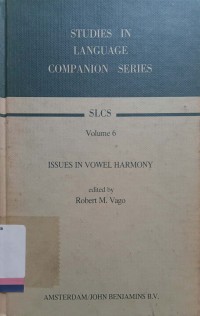 STUDIES IN
LANGUAGE
COMPANION SERIES
SLCS
Volume 6
ISSUES IN VOWEL HARMONY
edited by
Robert M. Vago
AMSTERDAM/JOHN BENJAMINS B.V.